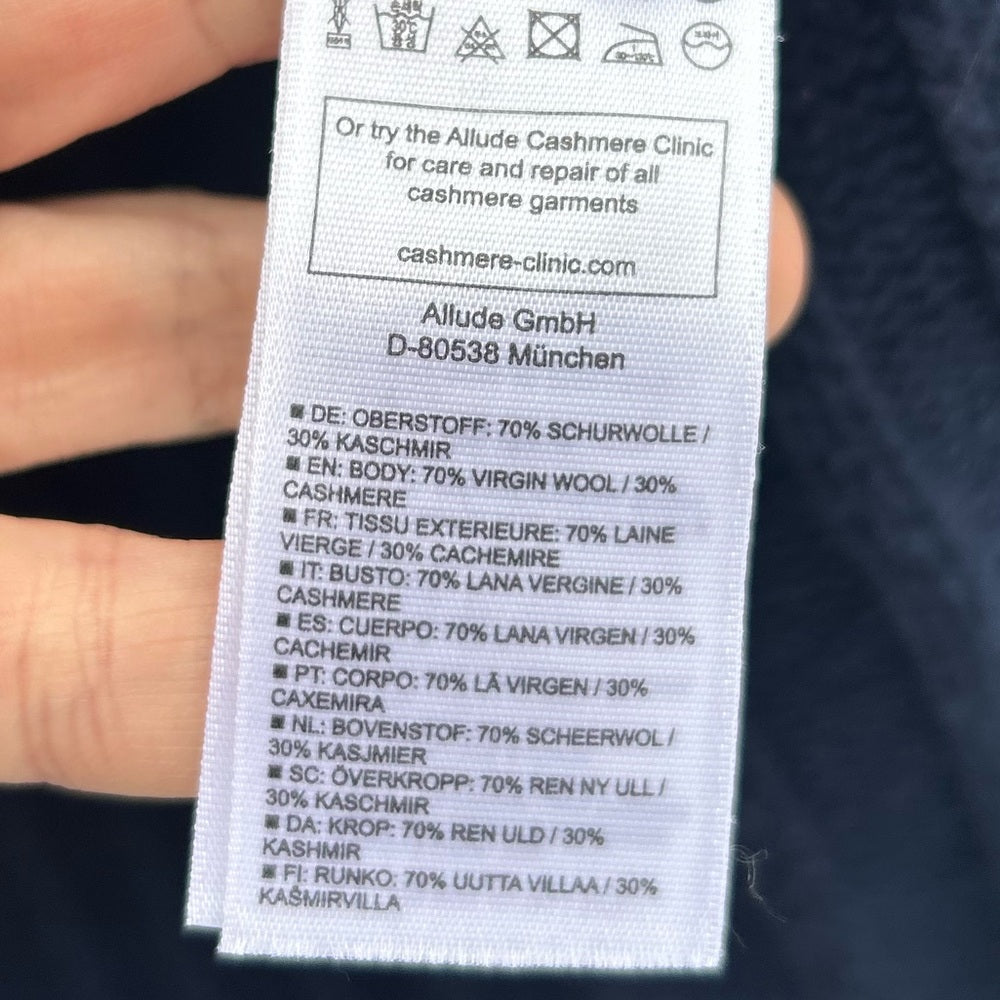 Or try the Allude Cashmere Clinic
for care and repair of all
cashmere garments
cashmere-clinic.com
Allude GmbH
D-80538 München
■ DE: OBERSTOFF: 70% SCHURWOLLE /
30% KASCHMIR
■ EN: BODY: 70% VIRGIN WOOL / 30%
CASHMERE
■ FR: TISSU EXTERIEURE: 70% LAINE
VIERGE / 30% CACHEMIRE
■ IT: BUSTO: 70% LANA VERGINE / 30%
CASHMERE
■ ES: CUERPO: 70% LANA VIRGEN / 30%
CACHEMIR
■ PT: CORPO: 70% LÃ VIRGEN / 30%
CAXEMIRA
■ NL: BOVENSTOF: 70% SCHEERWOL /
30% KASJMIER
■ SC: ÖVERKROPP: 70% REN NY ULL /
30% KASCHMIR
■ DA: KROP: 70% REN ULD / 30%
KASHMIR
■ FI: RUNKO: 70% UUTTA VILLAA / 30%
KAŠMIRVILLA